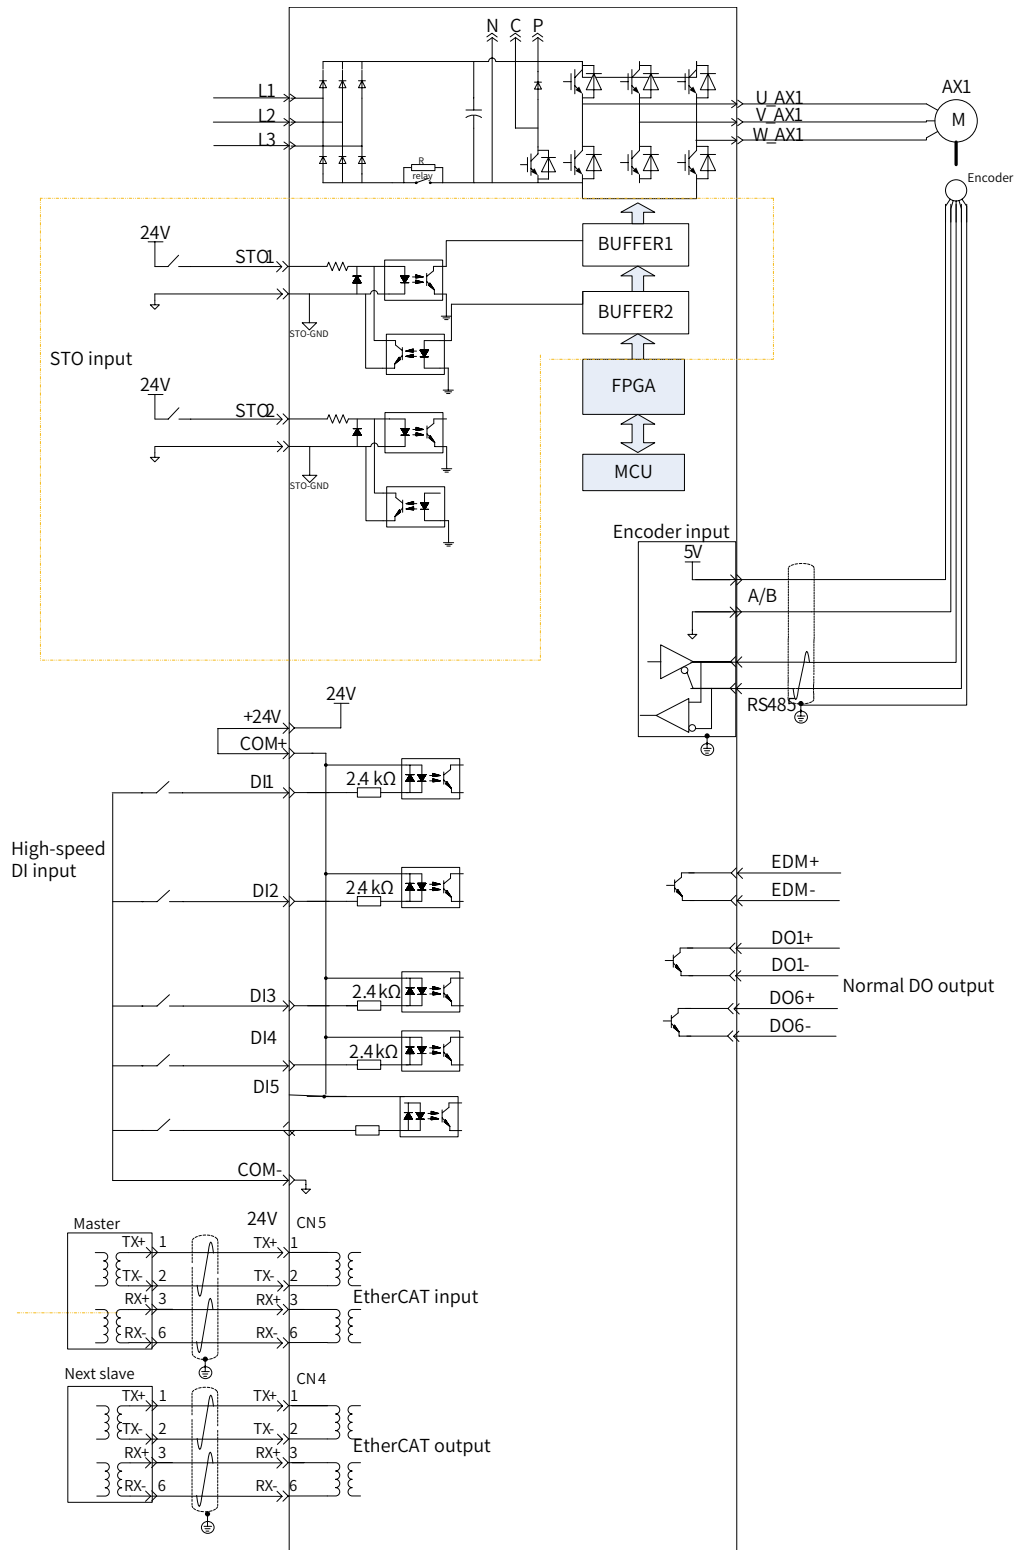 N C P
L1
L2
L3
R
relay
U_AX1
V_AX1
W_AX1
AX1
M
Encoder
24V
STO1
STO-GND
BUFFER1
BUFFER2
STO input
24V
STO2
STO-GND
FPGA
MCU
Encoder input
5V
A/B
RS485
24V
+24V
COM+
DI1
2.4 kΩ
High-speed
DI input
DI2
2.4 kΩ
DI3
2.4 kΩ
DI4
2.4 kΩ
DI5
COM-
EDM+
EDM-
DO1+
DO1-
Normal DO output
DO6+
DO6-
Master
24V
CN5
TX+ 1 TX+ 1
TX- 2 TX- 2
EtherCAT input
RX+ 3 RX+ 3
RX- 6 RX- 6
Next slave
CN4
TX+ 1 TX+ 1
TX- 2 TX- 2
EtherCAT output
RX+ 3 RX+ 3
RX- 6 RX- 6